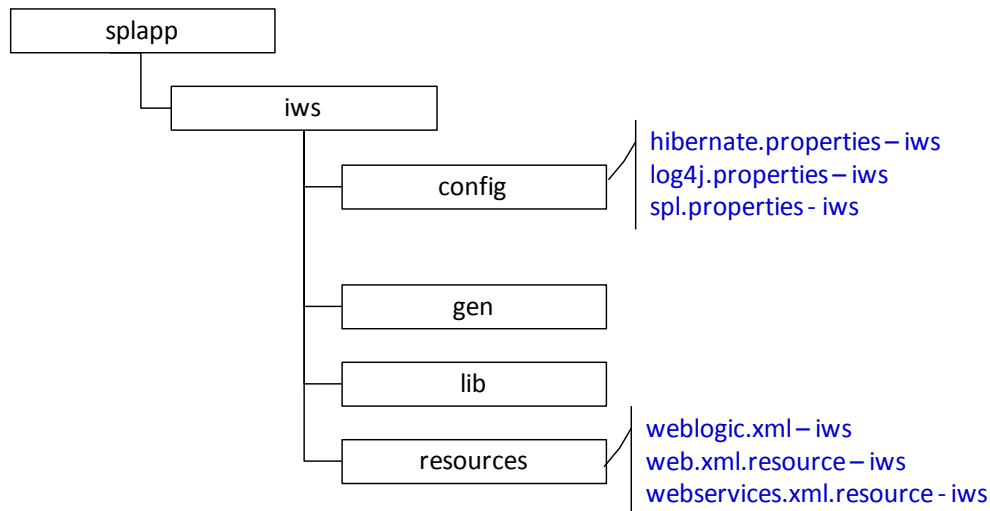 splapp
iws
hibernate.properties – iws
log4j.properties – iws
spl.properties - iws
config
gen
lib
weblogic.xml – iws
web.xml.resource – iws
webservices.xml.resource - iws
resources